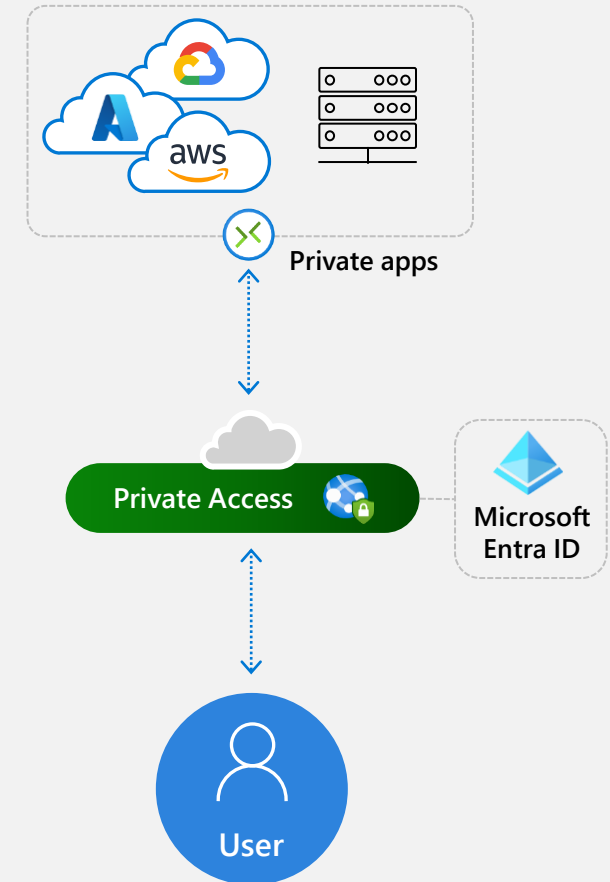 aws
Private apps
Private Access
Microsoft
Entra ID
User